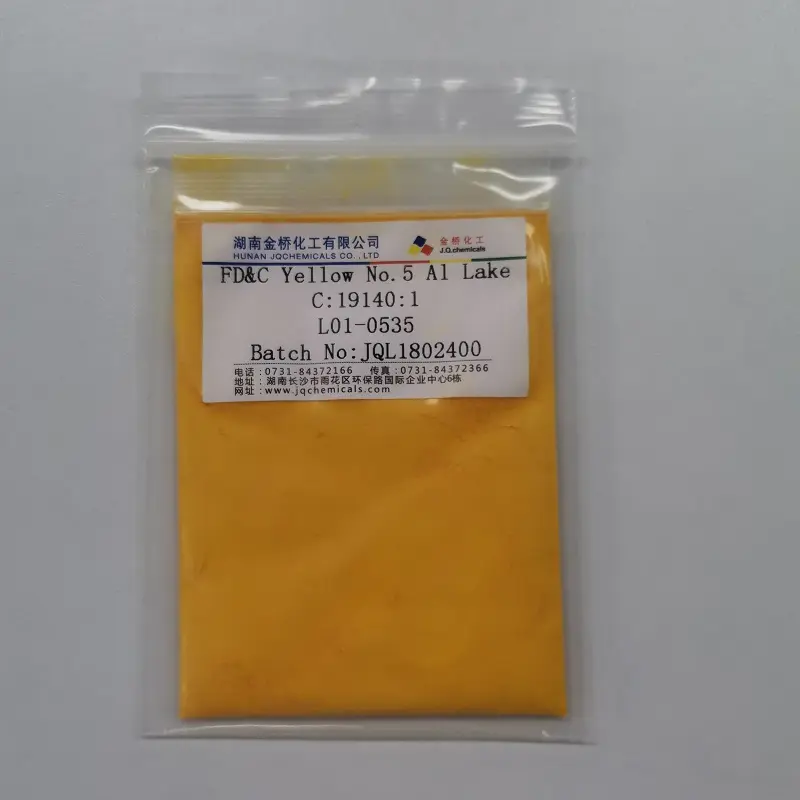 湖南金桥化工有限公司
HUNAN JQCHEMICALS CO.,LTD
金桥化工
J.Q.chemicals
FD&C Yellow No.5 Al Lake
C:19140:1
L01-0535
Batch No:JQL1802400
电话:0731-84372166 传真:0731-84372366
地址:湖南长沙市雨花区环保路国际企业中心6栋
网址:www.jqchemicals.com